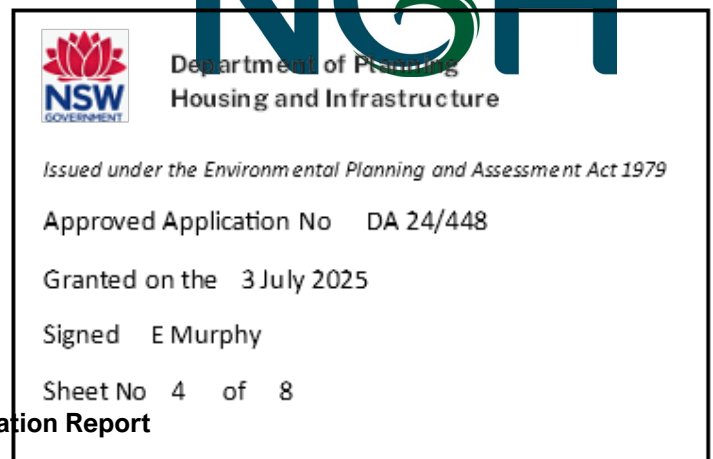 NGH
NSW
GOVERNMENT
Department of Planning
Housing and Infrastructure
Issued under the Environmental Planning and Assessment Act 1979
Approved Application No DA 24/448
Granted on the 3 July 2025
Signed E Murphy
Sheet No 4 of 8
ation Report